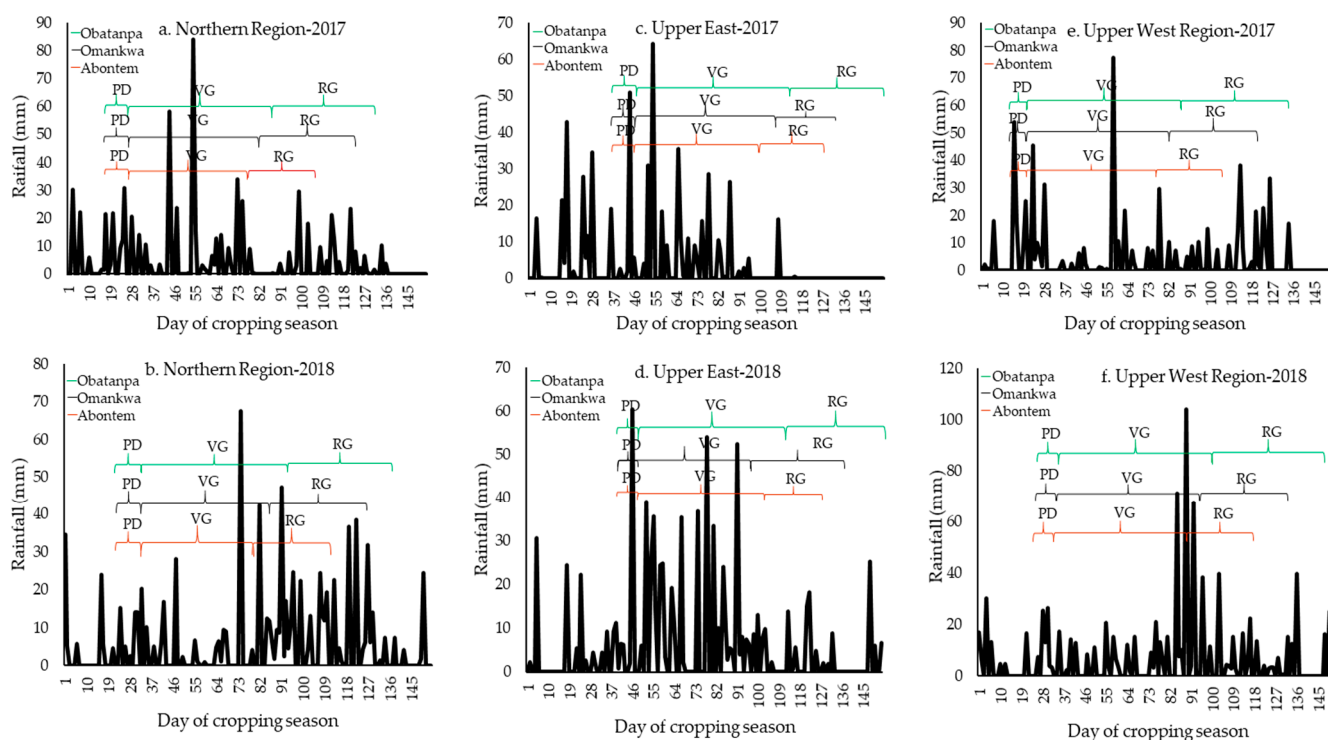 a. Northern Region-2017
Obatanpa
Omankwa
Abontem
PD VG RG
PD VG RG
PD VG RG
Rainfall (mm)
90
80
70
60
50
40
30
20
10
0
1 10 19 28 37 46 55 64 73 82 91 100 109 118 127 136 145
Day of cropping season
c. Upper East-2017
Obatanpa
Omankwa
Abontem
PD VG RG
PD VG RG
PD VG RG
Rainfall (mm)
70
60
50
40
30
20
10
0
1 10 19 28 37 46 55 64 73 82 91 100 109 118 127 136 145
Day of cropping season
e. Upper West Region-2017
Obatanpa
Omankwa
Abontem
PD VG RG
PD VG RG
PD VG RG
Rainfall (mm)
90
80
70
60
50
40
30
20
10
0
1 10 19 28 37 46 55 64 73 82 91 100 109 118 127 136 145
Day of cropping season
b. Northern Region-2018
Obatanpa
Omankwa
Abontem
PD VG RG
PD VG RG
PD VG RG
Rainfall (mm)
80
70
60
50
40
30
20
10
0
1 10 19 28 37 46 55 64 73 82 91 100 109 118 127 136 145
Day of cropping season
d. Upper East-2018
Obatanpa
Omankwa
Abontem
PD VG RG
PD VG RG
PD VG RG
Rainfall (mm)
70
60
50
40
30
20
10
0
1 10 19 28 37 46 55 64 73 82 91 100 109 118 127 136 145
Day of cropping season
f. Upper West Region-2018
Obatanpa
Omankwa
Abontem
PD VG RG
PD VG RG
PD VG RG
Rainfall (mm)
120
100
80
60
40
20
0
1 10 19 28 37 46 55 64 73 82 91 100 109 118 127 136 145
Day of cropping season